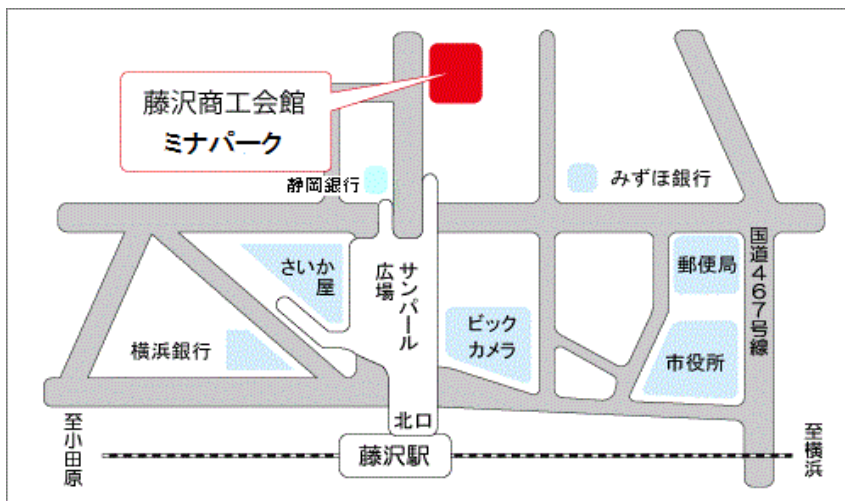 藤沢商工会館
ミナパーク
静岡銀行
みずほ銀行
さいか
屋
サンパール
広場
国道467号線
郵便局
横浜銀行
ビック
カメラ
市役所
北口
至小田原
藤沢駅
至横浜